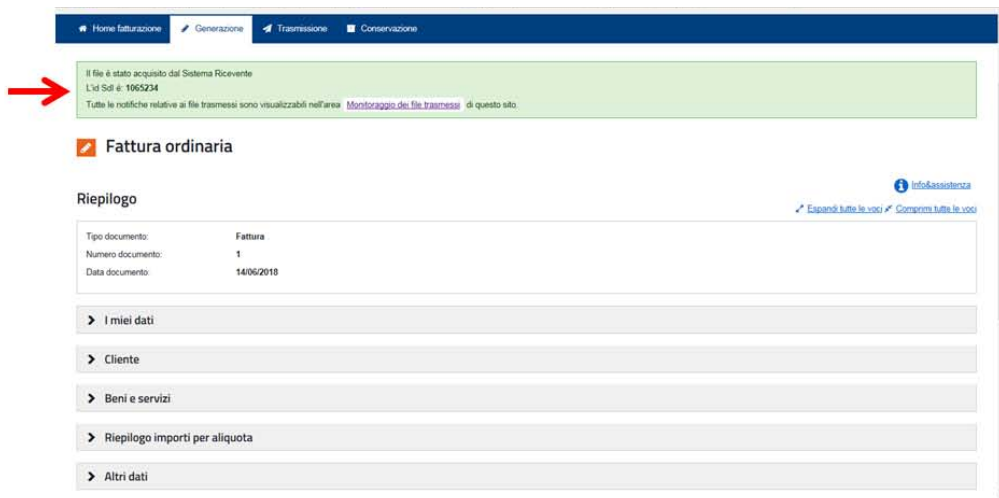 Home fatturazione Generazione Trasmissione Conservazione
Il file è stato acquisito dal Sistema Ricevente
L'id SdI è: 1065234
Tutte le notifiche relative ai file trasmessi sono visualizzabili nell'area Monitoraggio dei file trasmessi di questo sito.
Fattura ordinaria
Info&assistenza
Riepilogo
Espandi tutte le voci Comprimi tutte le voci
Tipo documento: Fattura
Numero documento: 1
Data documento: 14/06/2018
I miei dati
Cliente
Beni e servizi
Riepilogo importi per aliquota
Altri dati